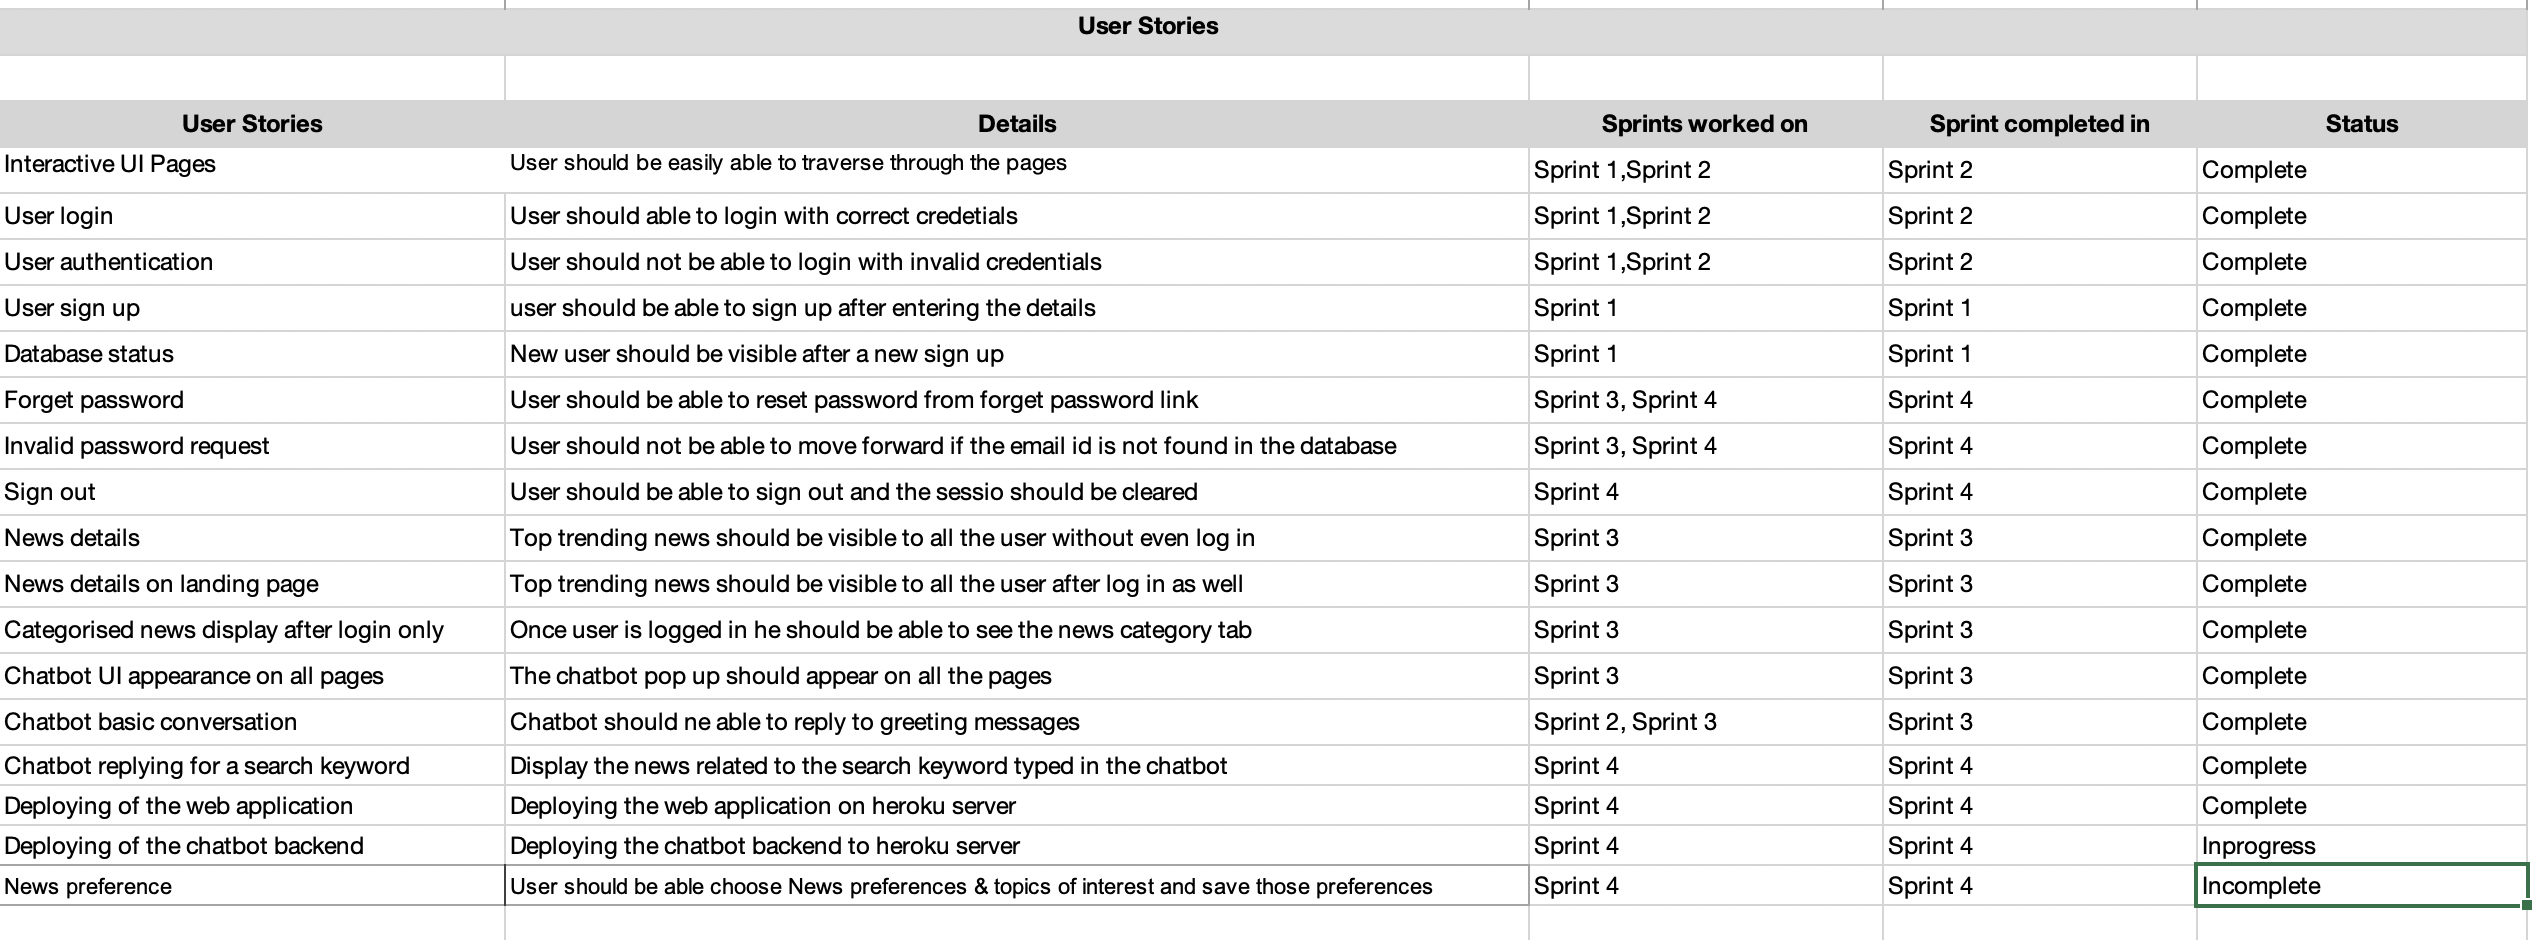 User Stories
User Stories Details Sprints worked on Sprint completed in Status
Interactive UI Pages User should be easily able to traverse through the pages Sprint 1,Sprint 2 Sprint 2 Complete
User login User should able to login with correct credetials Sprint 1,Sprint 2 Sprint 2 Complete
User authentication User should not be able to login with invalid credentials Sprint 1,Sprint 2 Sprint 2 Complete
User sign up user should be able to sign up after entering the details Sprint 1 Sprint 1 Complete
Database status New user should be visible after a new sign up Sprint 1 Sprint 1 Complete
Forget password User should be able to reset password from forget password link Sprint 3, Sprint 4 Sprint 4 Complete
Invalid password request User should not be able to move forward if the email id is not found in the database Sprint 3, Sprint 4 Sprint 4 Complete
Sign out User should be able to sign out and the sessio should be cleared Sprint 4 Sprint 4 Complete
News details Top trending news should be visible to all the user without even log in Sprint 3 Sprint 3 Complete
News details on landing page Top trending news should be visible to all the user after log in as well Sprint 3 Sprint 3 Complete
Categorised news display after login only Once user is logged in he should be able to see the news category tab Sprint 3 Sprint 3 Complete
Chatbot UI appearance on all pages The chatbot pop up should appear on all the pages Sprint 3 Sprint 3 Complete
Chatbot basic conversation Chatbot should ne able to reply to greeting messages Sprint 2, Sprint 3 Sprint 3 Complete
Chatbot replying for a search keyword Display the news related to the search keyword typed in the chatbot Sprint 4 Sprint 4 Complete
Deploying of the web application Deploying the web application on heroku server Sprint 4 Sprint 4 Complete
Deploying of the chatbot backend Deploying the chatbot backend to heroku server Sprint 4 Sprint 4 Inprogress
News preference User should be able choose News preferences & topics of interest and save those preferences Sprint 4 Sprint 4 Incomplete